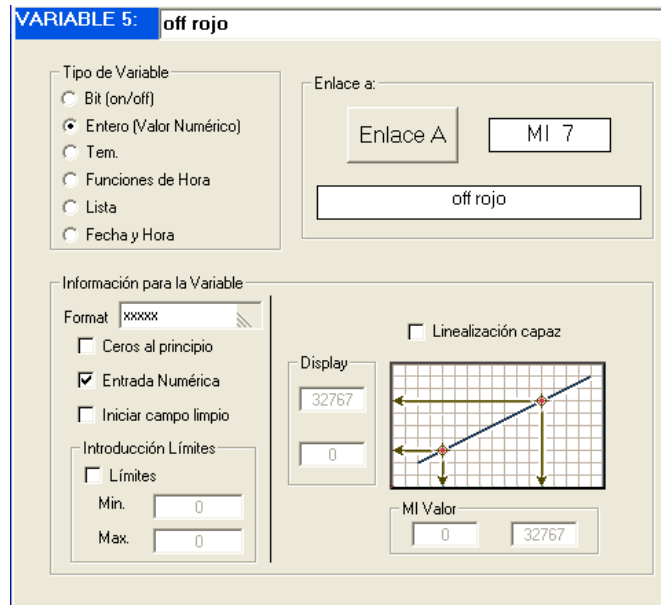 VARIABLE 5: off rojo
Tipo de Variable
Bit (on/off)
Entero (Valor Numérico)
Tem.
Funciones de Hora
Lista
Fecha y Hora
Enlace a:
Enlace A
MI 7
off rojo
Información para la Variable
Format xxxxx
Ceros al principio
Entrada Numérica
Iniciar campo limpio
Introducción Límites
Límites
Min. 0
Max. 0
Linealización capaz
Display
32767
0
MI Valor
0 32767